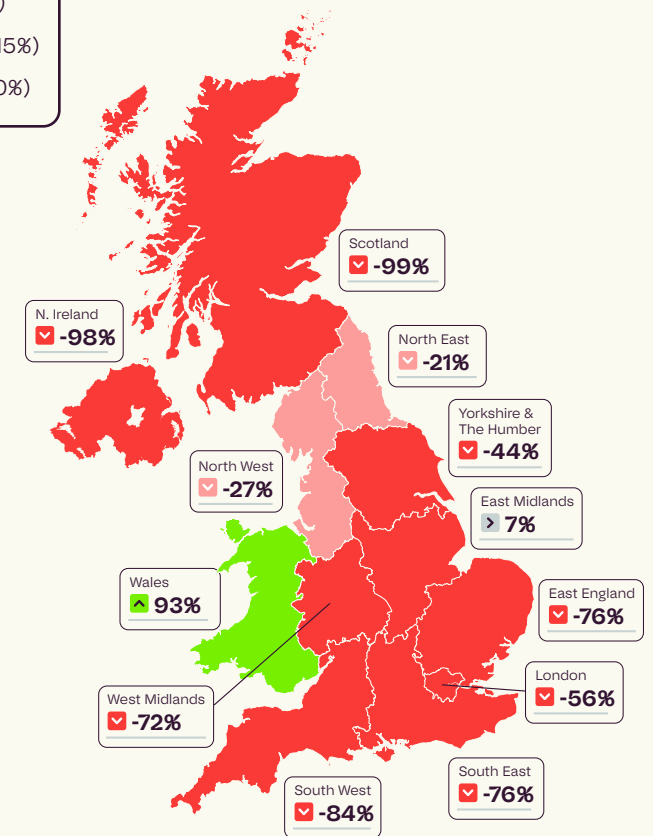 )
15%)
0%)
Scotland
-99%
N. Ireland
-98%
North East
-21%
Yorkshire &
The Humber
-44%
North West
-27%
East Midlands
7%
Wales
93%
East England
-76%
London
-56%
West Midlands
-72%
South East
-76%
South West
-84%